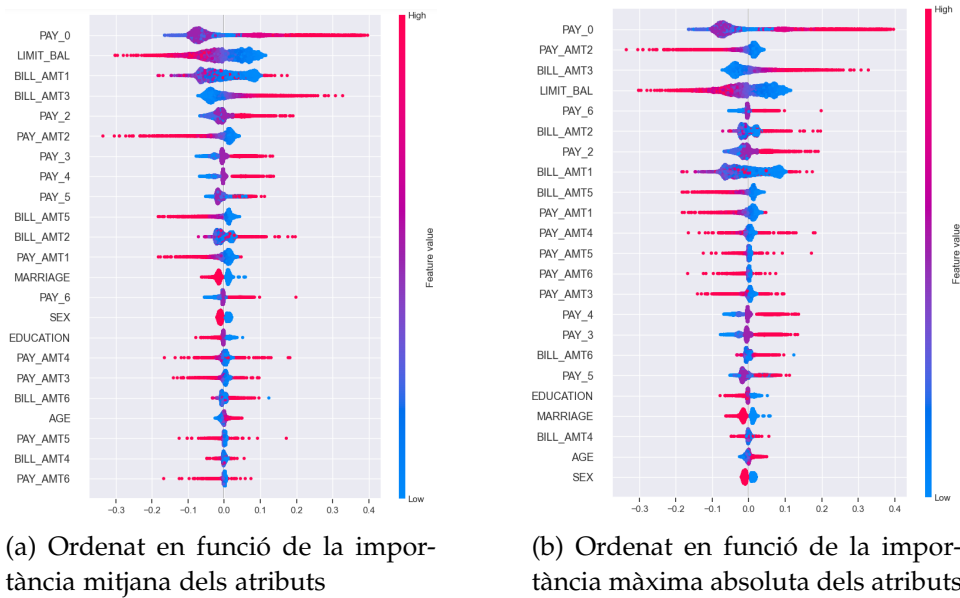 PAY_0
LIMIT_BAL
BILL_AMT1
BILL_AMT3
PAY_2
PAY_AMT2
PAY_3
PAY_4
PAY_5
BILL_AMT5
BILL_AMT2
PAY_AMT1
MARRIAGE
PAY_6
SEX
EDUCATION
PAY_AMT4
PAY_AMT3
BILL_AMT6
AGE
PAY_AMT5
BILL_AMT4
PAY_AMT6
−0.3 −0.2 −0.1 0.0 0.1 0.2 0.3 0.4
High
Feature value
Low
(a) Ordenat en funció de la impor-
tància mitjana dels atributs
PAY_0
PAY_AMT2
BILL_AMT3
LIMIT_BAL
PAY_6
BILL_AMT2
PAY_2
BILL_AMT1
BILL_AMT5
PAY_AMT1
PAY_AMT4
PAY_AMT5
PAY_AMT6
PAY_AMT3
PAY_4
PAY_3
BILL_AMT6
PAY_5
EDUCATION
MARRIAGE
BILL_AMT4
AGE
SEX
−0.3 −0.2 −0.1 0.0 0.1 0.2 0.3 0.4
High
Feature value
Low
(b) Ordenat en funció de la impor-
tància màxima absoluta dels atributs